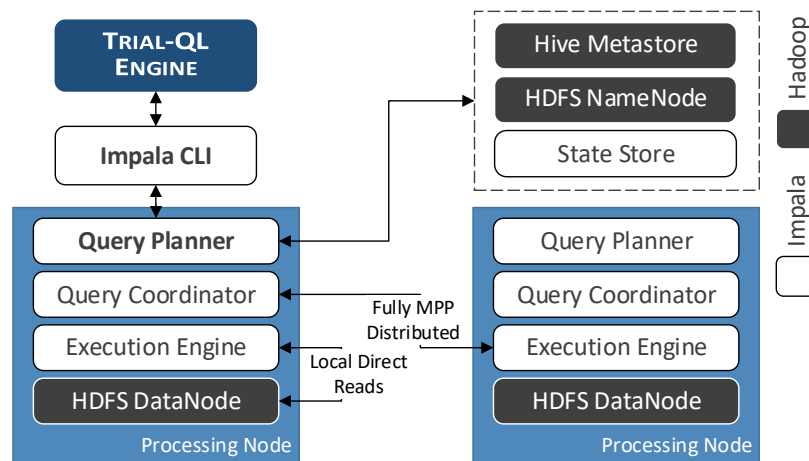 TRIAL-QL
ENGINE
Impala CLI
Hive Metastore
HDFS NameNode
State Store
Hadoop
Impala
Query Planner
Query Coordinator
Execution Engine
HDFS DataNode
Processing Node
Fully MPP
Distributed
Local Direct
Reads
Query Planner
Query Coordinator
Execution Engine
HDFS DataNode
Processing Node